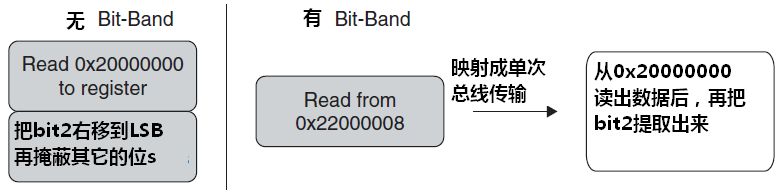 无 Bit-Band
Read 0x20000000
to register
把bit2右移到LSB
再掩蔽其它的位s
有 Bit-Band
Read from
0x22000008
映射成单次
总线传输
从0x20000000
读出数据后，再把
bit2提取出来